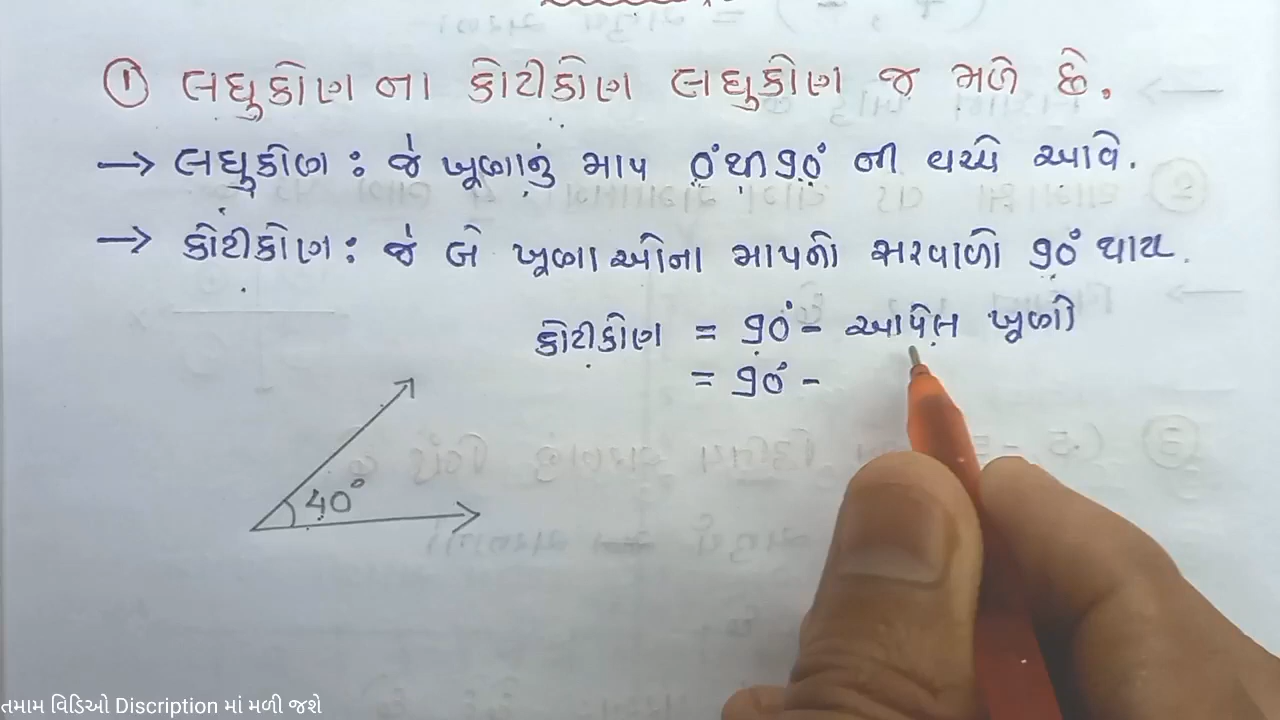 ① લઘુકોણ ના કોટીકોણ લઘુકોણ જ મળે છે.
→ લઘુકોણ : જે ખૂણાનું માપ 0° થી 90° ની વચ્ચે આવે.
→ કોટીકોણ : જે બે ખૂણાઓના માપનો સરવાળો 90° થાય.
કોટીકોણ = 90° - આપેલ ખૂણો
= 90° -
40°
તમામ વિડિઓ Discription માં મળી જશે